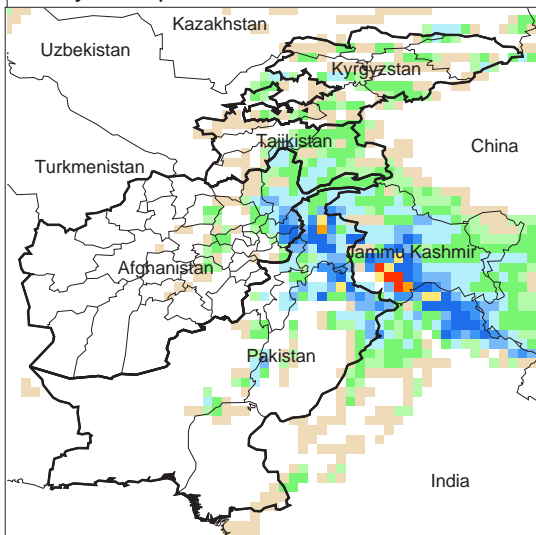 Kazakhstan
Uzbekistan
Kyrgyzstan
Tajikistan
China
Turkmenistan
Jammu Kashmir
Afghanistan
Pakistan
India